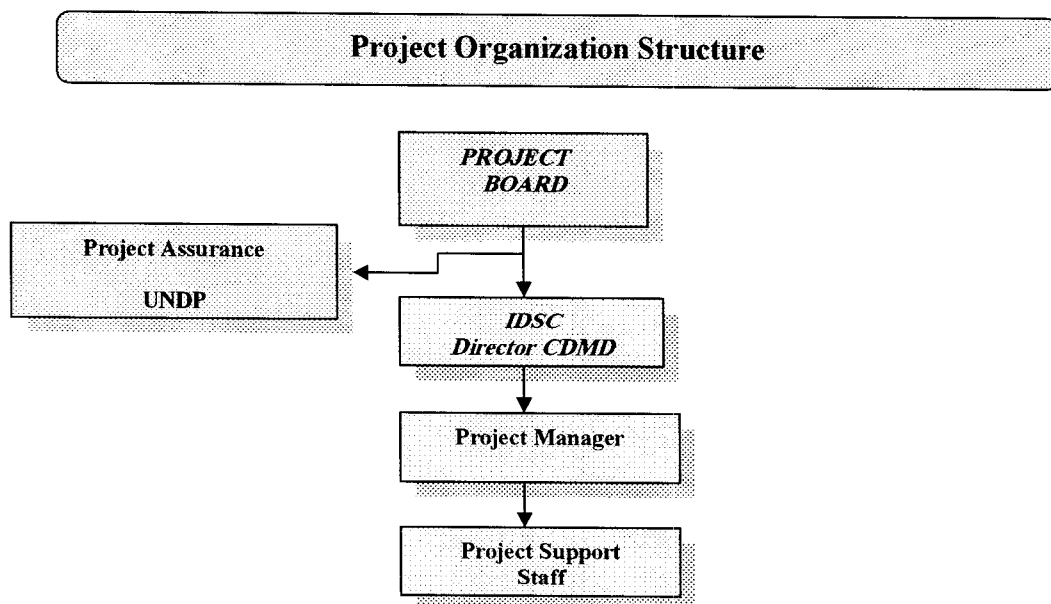 Project Organization Structure
PROJECT
BOARD
Project Assurance
UNDP
IDSC
Director CDMD
Project Manager
Project Support
Staff